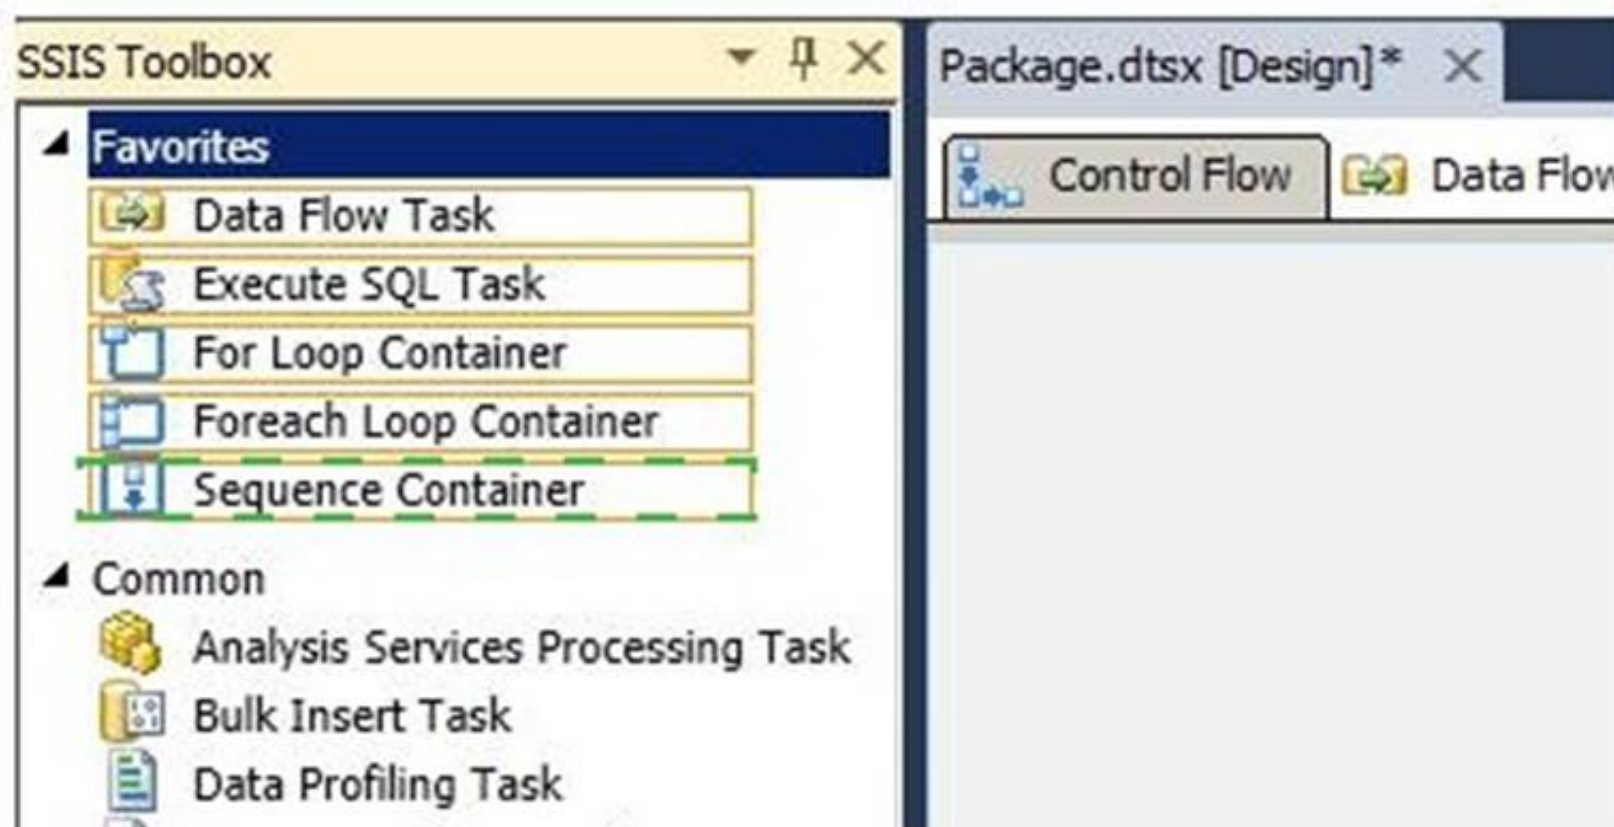 SSIS Toolbox
Favorites
Data Flow Task
Execute SQL Task
For Loop Container
Foreach Loop Container
Sequence Container
Common
Analysis Services Processing Task
Bulk Insert Task
Data Profiling Task
Package.dtsx [Design]*
Control Flow
Data Flow